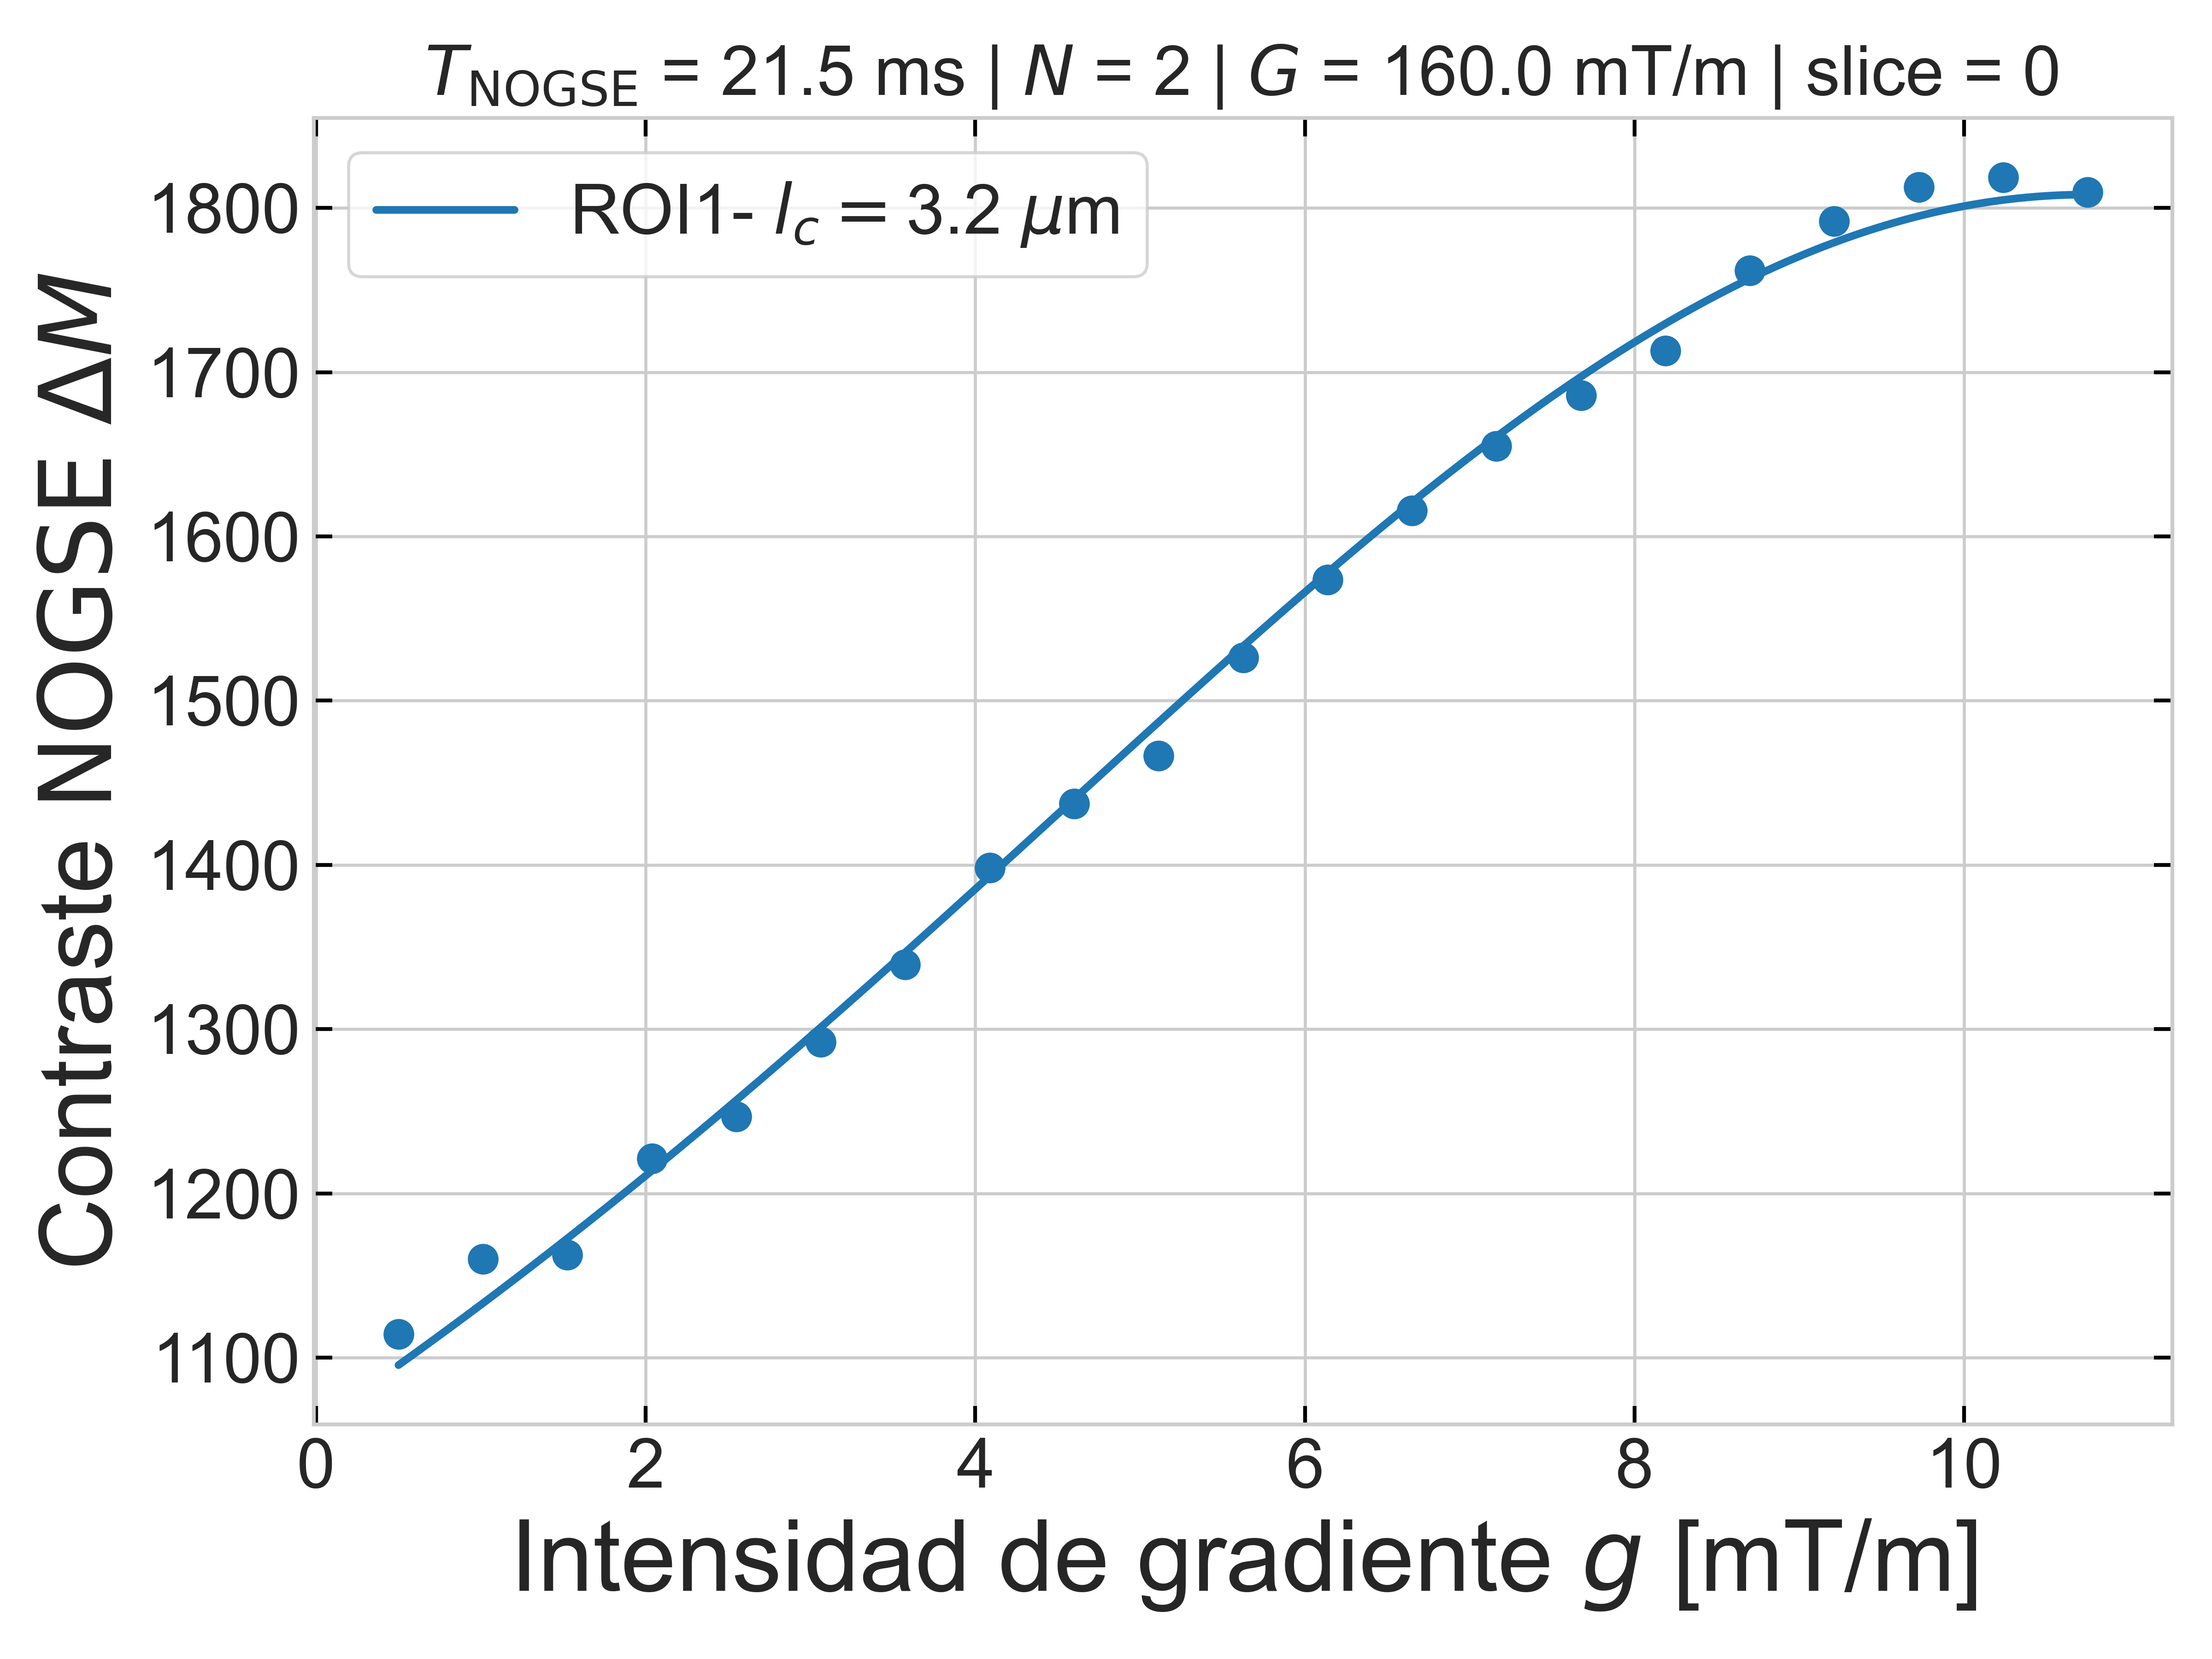 T_NOGSE = 21.5 ms | N = 2 | G = 160.0 mT/m | slice = 0
ROI1- l_c = 3.2 μm
Contraste NOGSE ΔM
1800
1700
1600
1500
1400
1300
1200
1100
0 2 4 6 8 10
Intensidad de gradiente g [mT/m]